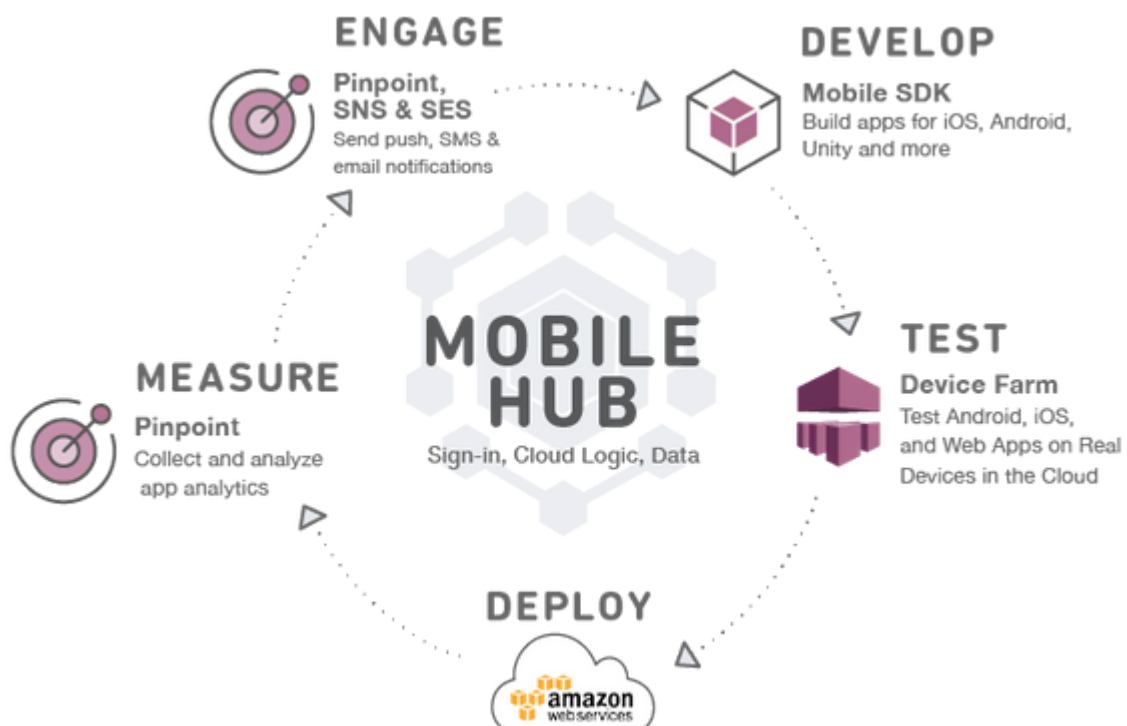 ENGAGE
Pinpoint,
SNS & SES
Send push, SMS &
email notifications
DEVELOP
Mobile SDK
Build apps for iOS, Android,
Unity and more
MOBILE
HUB
Sign-in, Cloud Logic, Data
TEST
Device Farm
Test Android, iOS,
and Web Apps on Real
Devices in the Cloud
MEASURE
Pinpoint
Collect and analyze
app analytics
DEPLOY
amazon
webservices